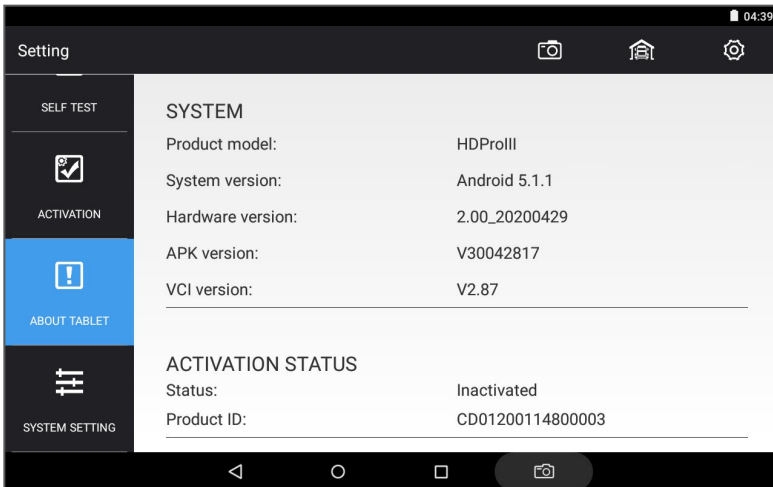 04:39
Setting
SELF TEST
ACTIVATION
ABOUT TABLET
SYSTEM SETTING
SYSTEM
Product model: HDProIII
System version: Android 5.1.1
Hardware version: 2.00_20200429
APK version: V30042817
VCI version: V2.87
ACTIVATION STATUS
Status: Inactivated
Product ID: CD01200114800003